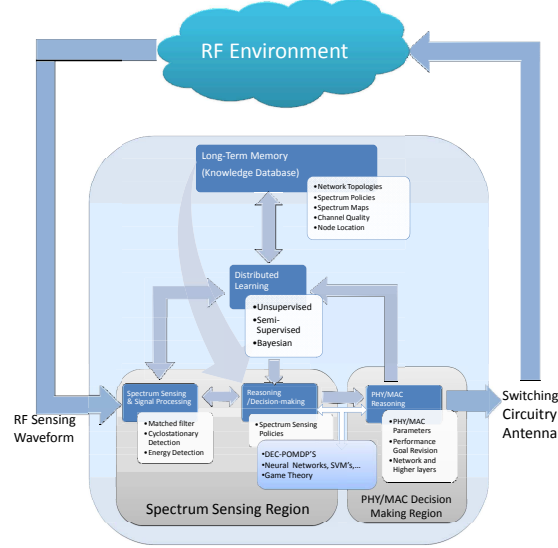 RF Environment
Long-Term Memory
(Knowledge Database)
•Network Topologies
•Spectrum Policies
•Spectrum Maps
•Channel Quality
•Node Location
Distributed
Learning
•Unsupervised
•Semi-
Supervised
•Bayesian
Spectrum Sensing
& Signal Processing
•Matched filter
•Cyclostationary
Detection
•Energy Detection
Reasoning
/Decision-making
•Spectrum Sensing
Policies
•DEC-POMDP'S
•Neural Networks, SVM's,...
•Game Theory
PHY/MAC
Reasoning
•PHY/MAC
Parameters
•Performance
Goal Revision
•Network and
Higher layers
RF Sensing
Waveform
Switching
Circuitry
Antenna
Spectrum Sensing Region
PHY/MAC Decision
Making Region